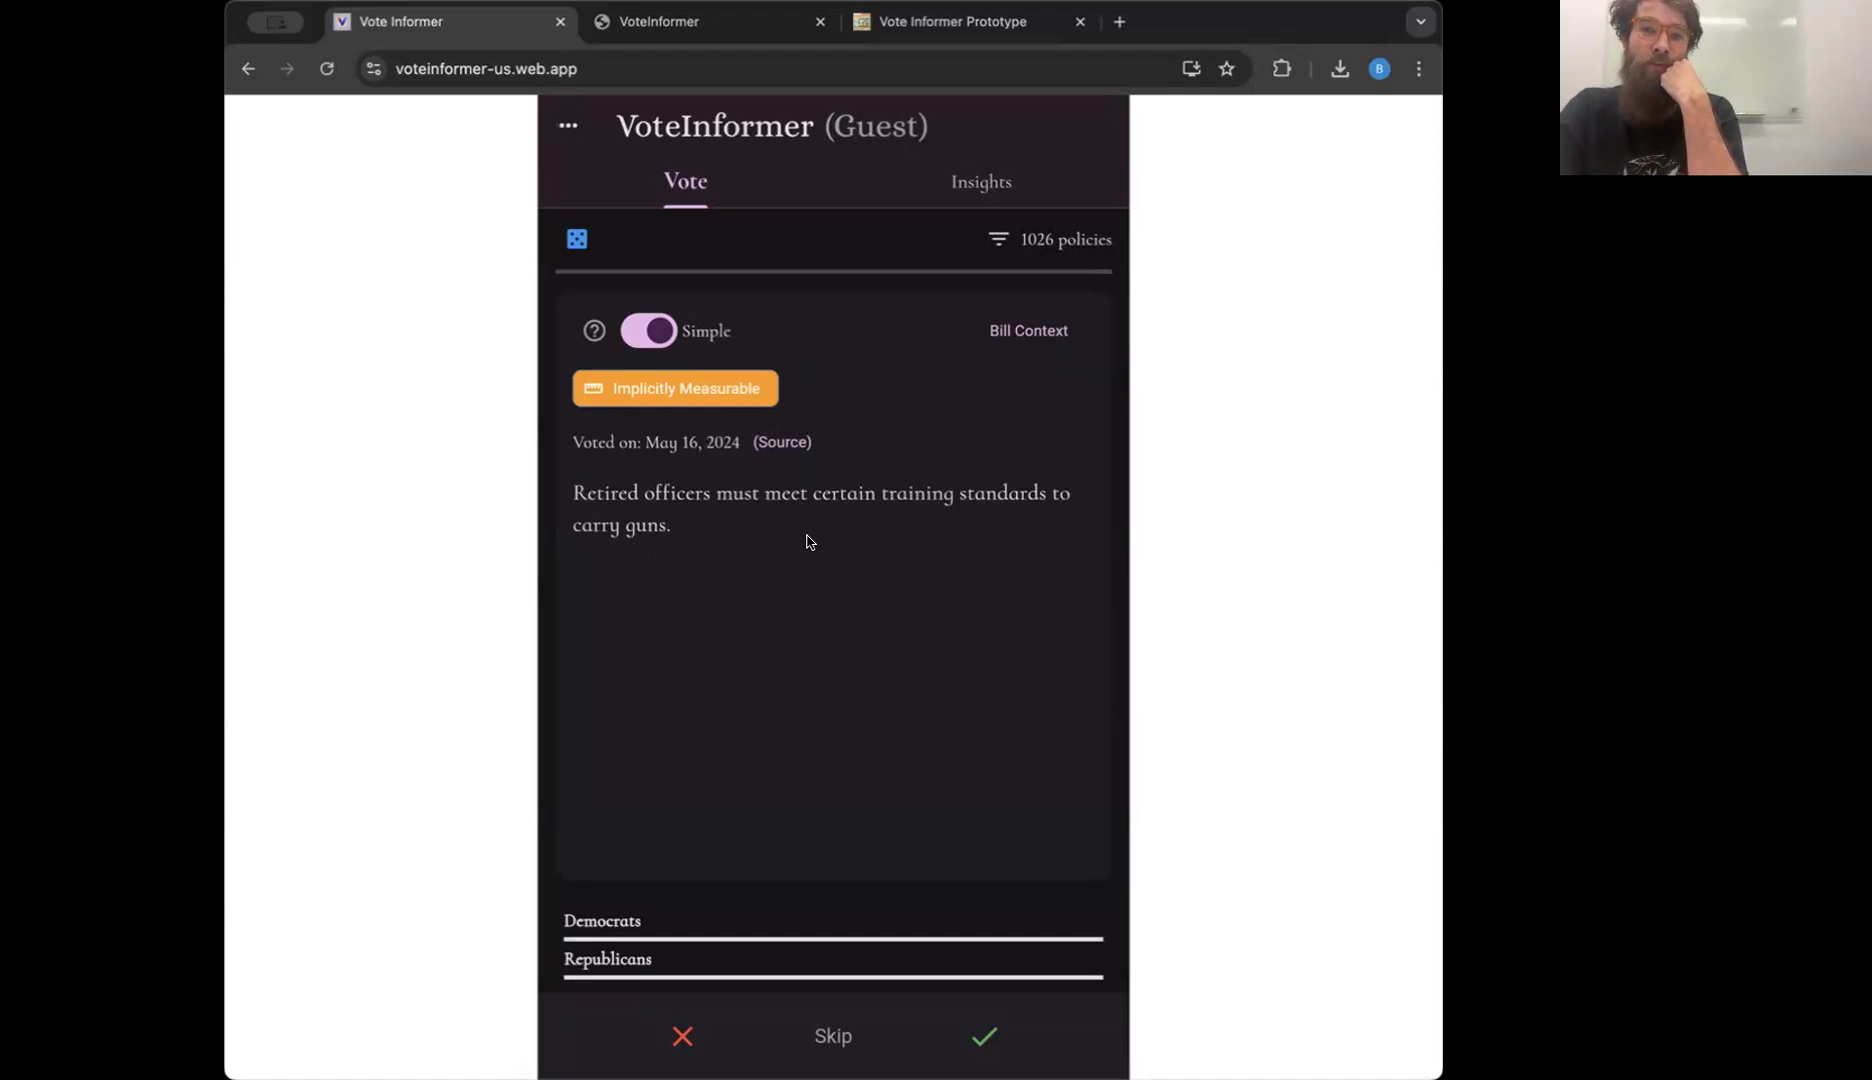 Vote Informer
VoteInformer
Vote Informer Prototype
voteinformer-us.web.app
B
VoteInformer (Guest)
Vote
Insights
1026 policies
Simple
Bill Context
Implicitly Measurable
Voted on: May 16, 2024 (Source)
Retired officers must meet certain training standards to
carry guns.
Democrats
Republicans
Skip